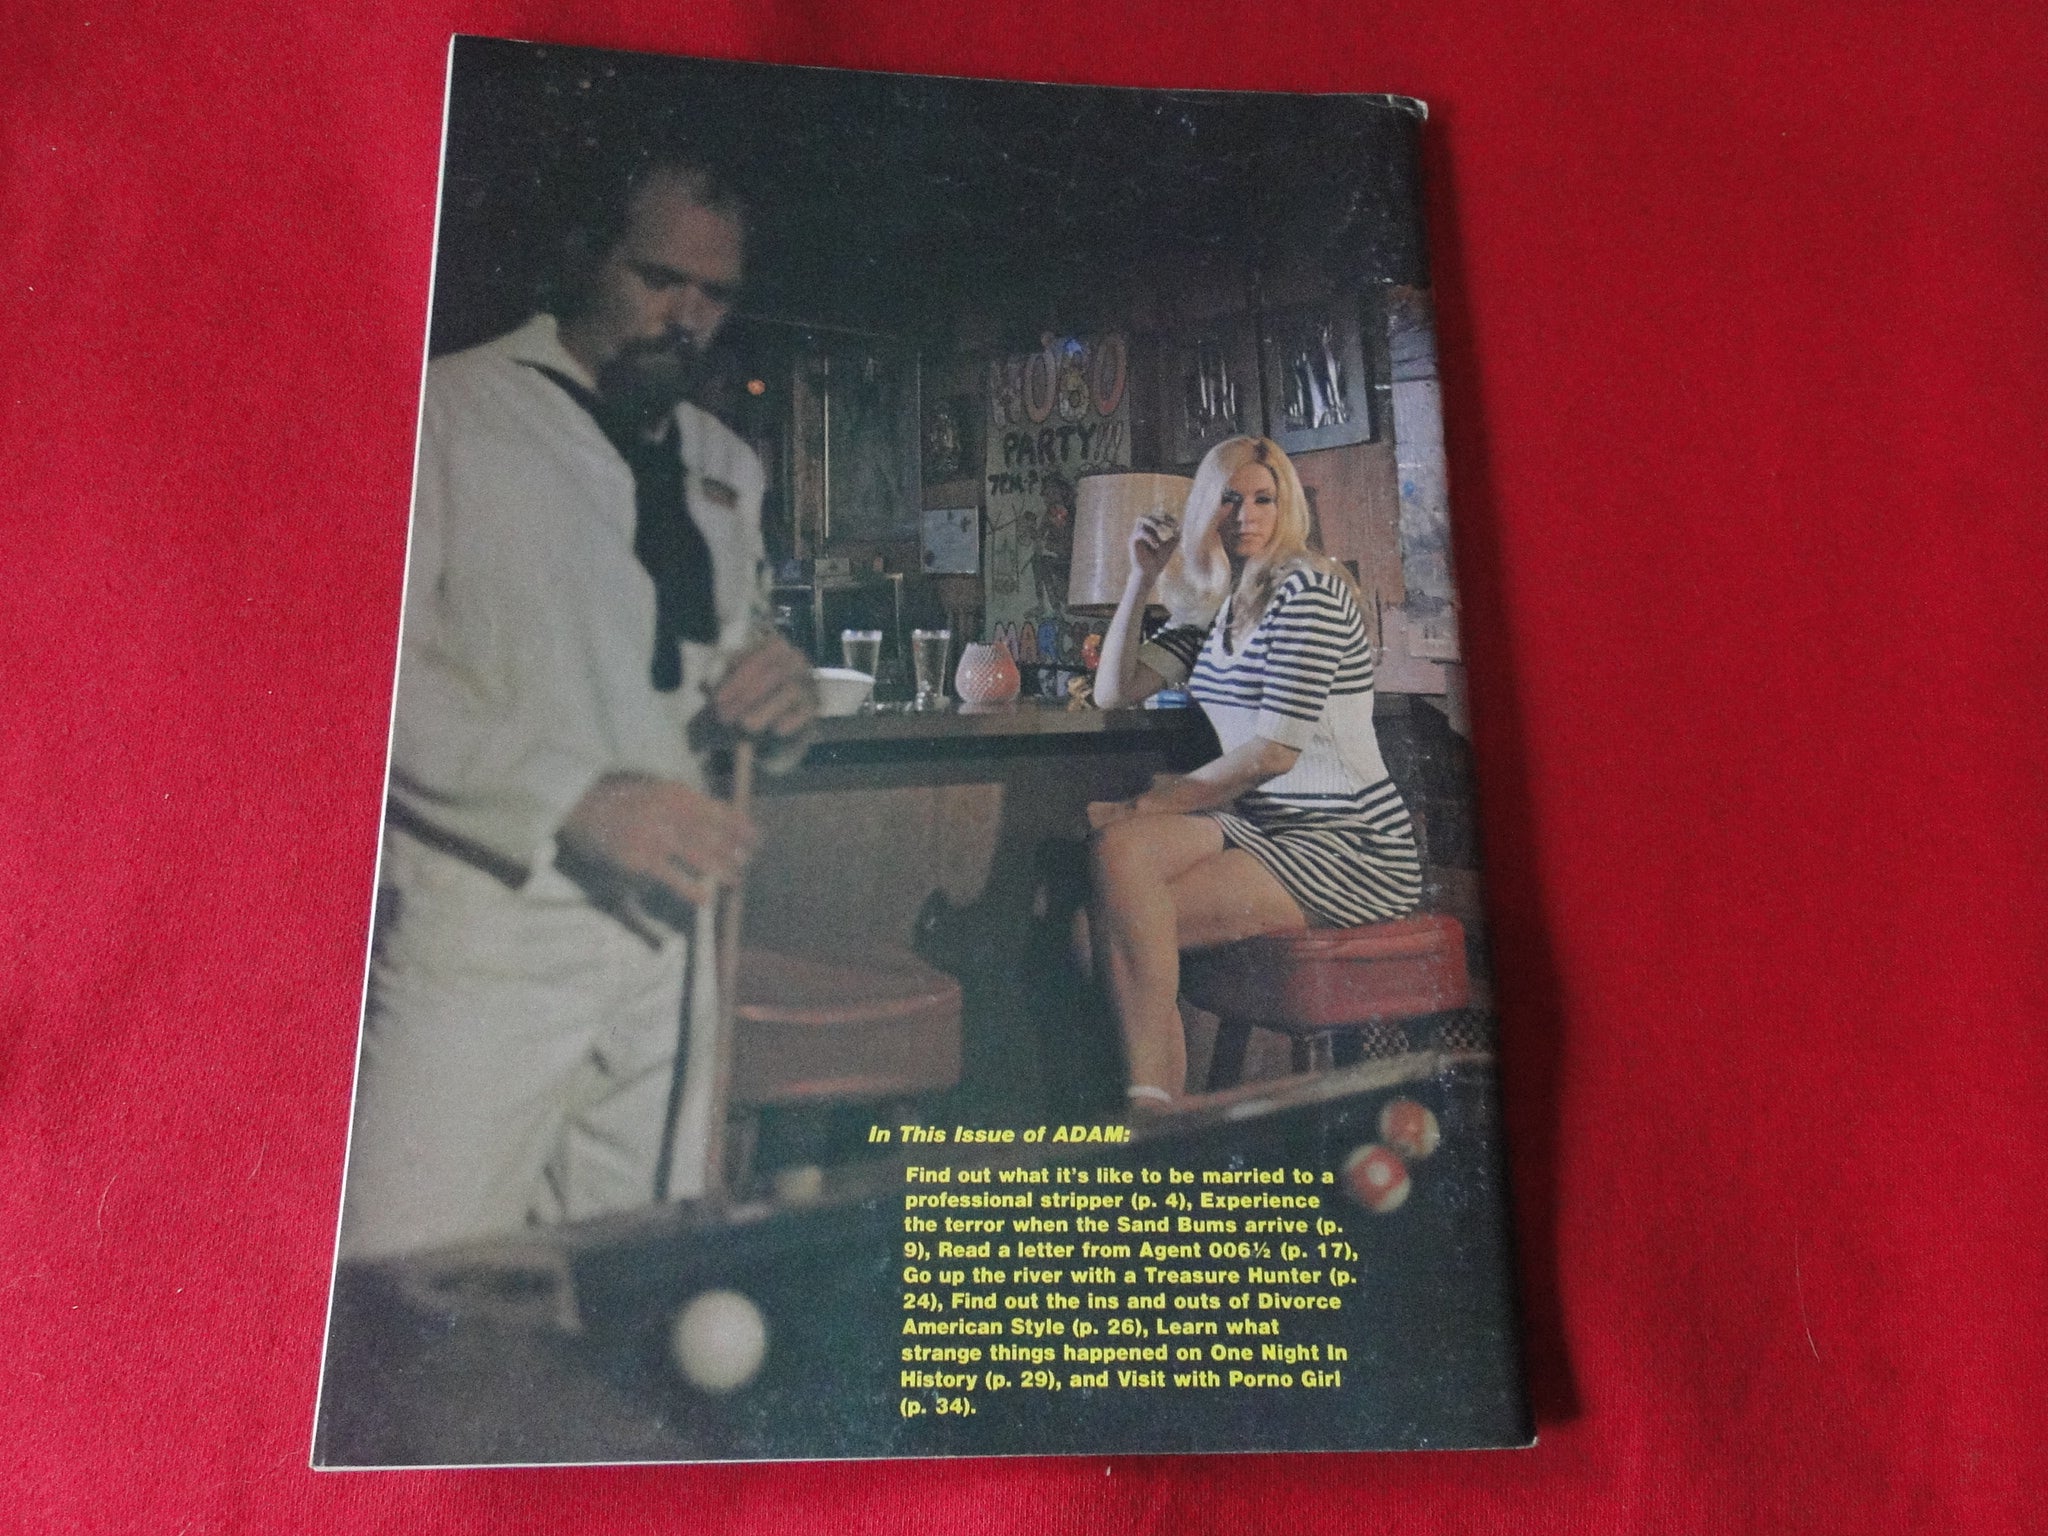 HOBO
PARTY!!!
7P.M.-?
MARCH
In This Issue of ADAM:
Find out what it's like to be married to a
professional stripper (p. 4), Experience
the terror when the Sand Bums arrive (p.
9), Read a letter from Agent 006½ (p. 17),
Go up the river with a Treasure Hunter (p.
24), Find out the ins and outs of Divorce
American Style (p. 26), Learn what
strange things happened on One Night In
History (p. 29), and Visit with Porno Girl
(p. 34).